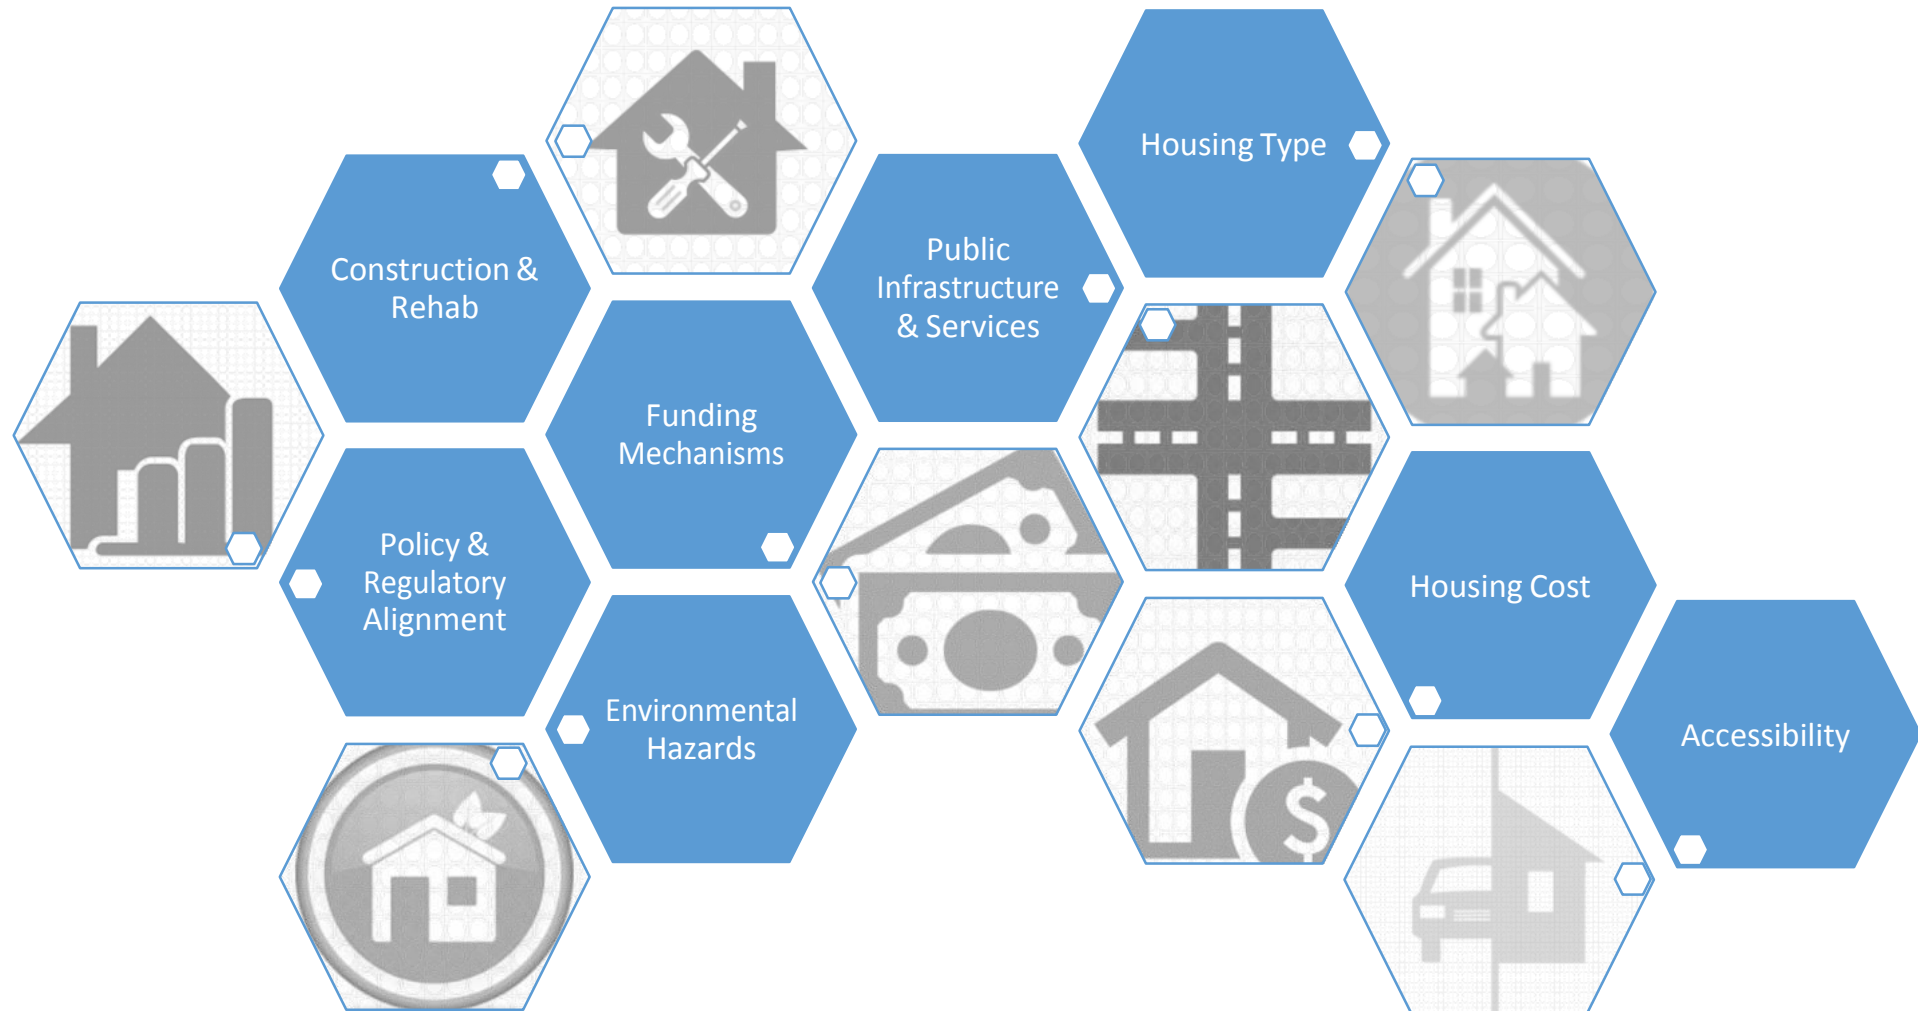 Housing Type
Construction &
Rehab
Public
Infrastructure
& Services
Funding
Mechanisms
Policy &
Regulatory
Alignment
Housing Cost
Environmental
Hazards
Accessibility
$